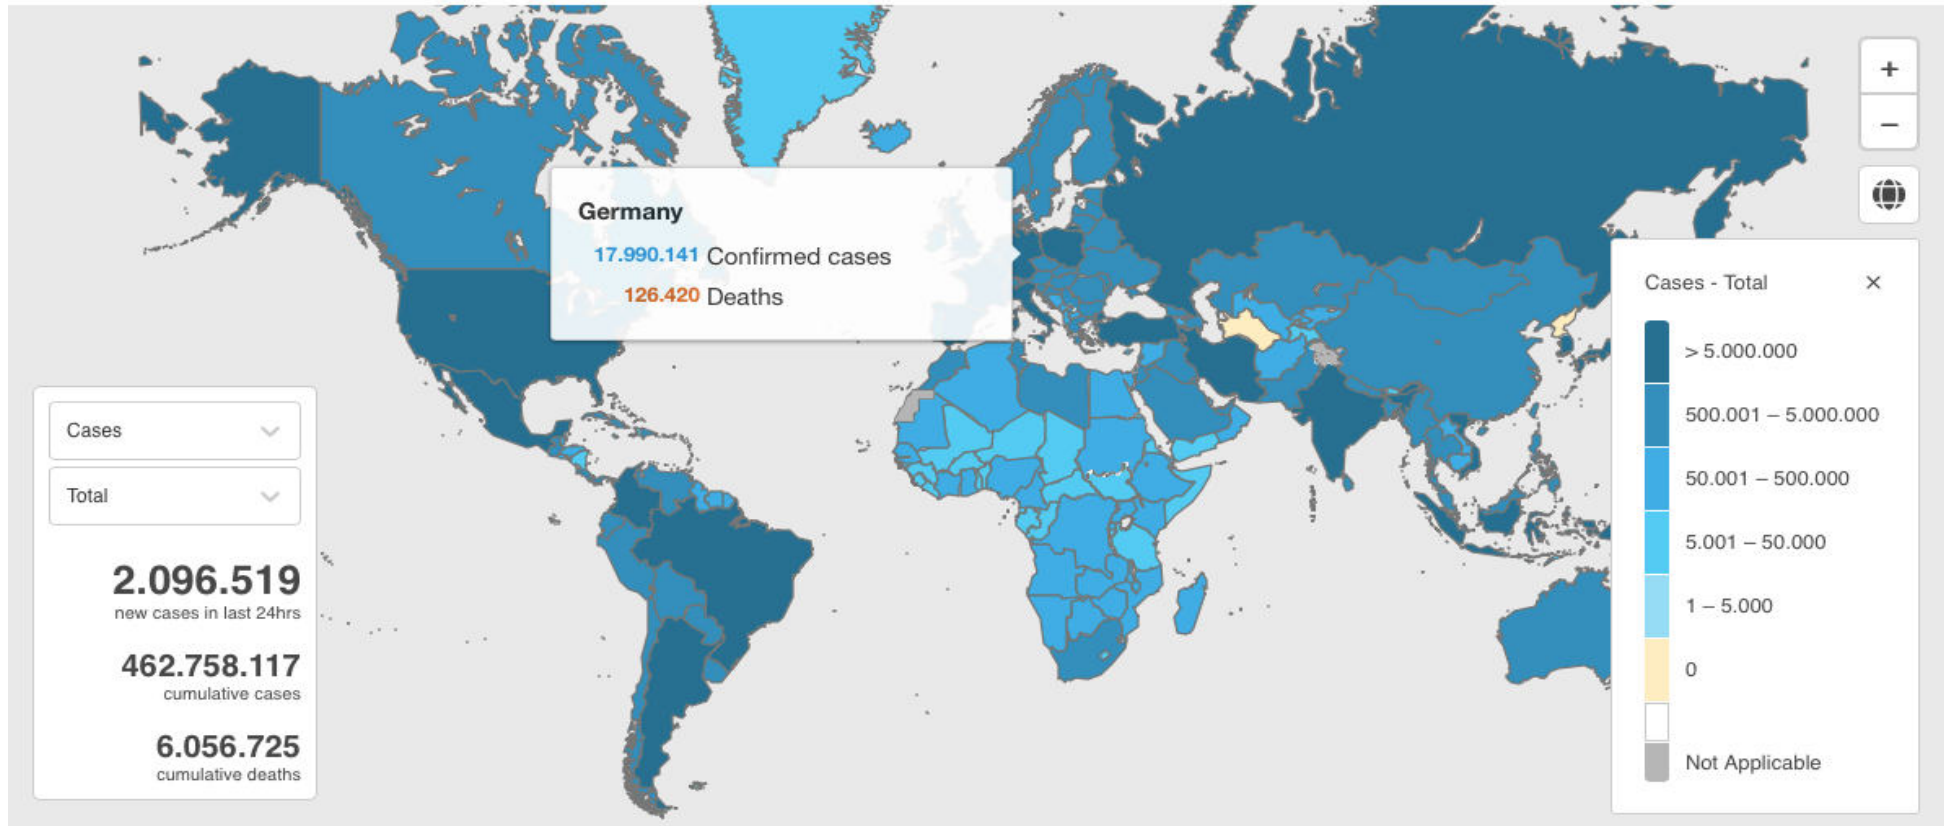 Germany
17.990.141 Confirmed cases
126.420 Deaths
Cases
Total
2.096.519
new cases in last 24hrs
462.758.117
cumulative cases
6.056.725
cumulative deaths
+
−
Cases - Total ×
> 5.000.000
500.001 – 5.000.000
50.001 – 500.000
5.001 – 50.000
1 – 5.000
0
Not Applicable